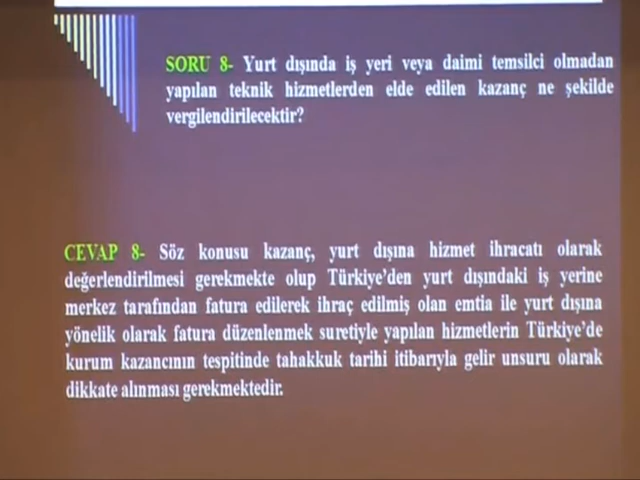 SORU 8- Yurt dışında iş yeri veya daimi temsilci olmadan
yapılan teknik hizmetlerden elde edilen kazanç ne şekilde
vergilendirilecektir?
CEVAP 8- Söz konusu kazanç, yurt dışına hizmet ihracatı olarak
değerlendirilmesi gerekmekte olup Türkiye'den yurt dışındaki iş yerine
merkez tarafından fatura edilerek ihraç edilmiş olan emtia ile yurt dışına
yönelik olarak fatura düzenlenmek suretiyle yapılan hizmetlerin Türkiye'de
kurum kazancının tespitinde tahakkuk tarihi itibarıyla gelir unsuru olarak
dikkate alınması gerekmektedir.